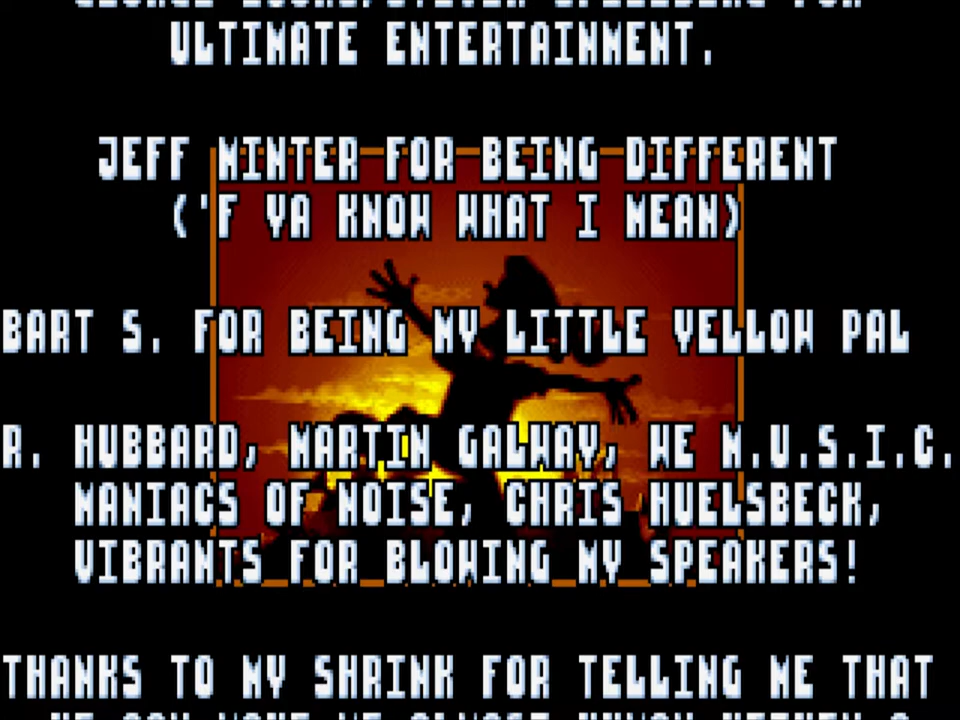 ULTIMATE ENTERTAINMENT.
JEFF MINTER FOR BEING DIFFERENT
('F YA KNOW WHAT I MEAN)
BART S. FOR BEING MY LITTLE YELLOW PAL
R. HUBBARD, MARTIN GALWAY, WE M.U.S.I.C.
MANIACS OF NOISE, CHRIS HUELSBECK,
VIBRANTS FOR BLOWING MY SPEAKERS!
THANKS TO MY SHRINK FOR TELLING ME THAT